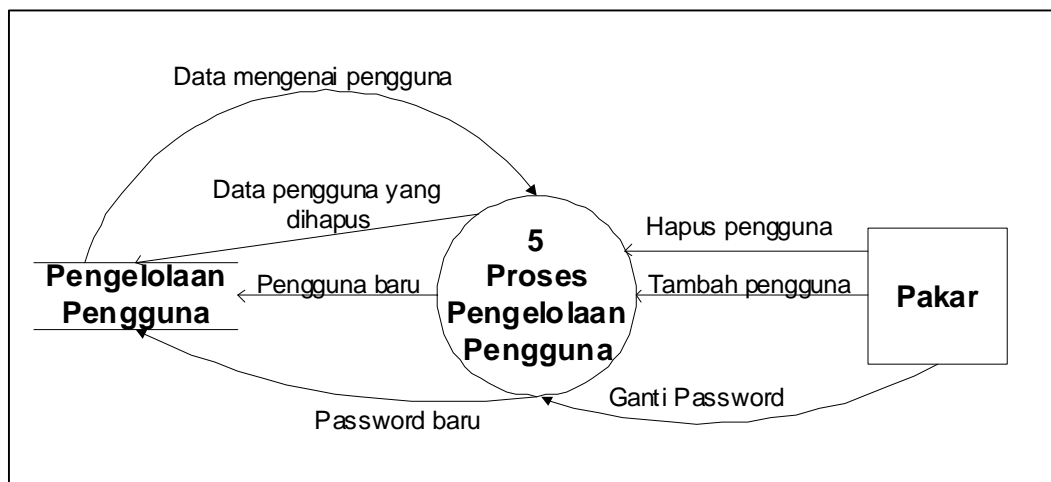 Data mengenai pengguna
Data pengguna yang
dihapus
Hapus pengguna
5
Proses
Pengelolaan
Pengguna
Pengelolaan
Pengguna
Pengguna baru
Tambah pengguna
Pakar
Ganti Password
Password baru